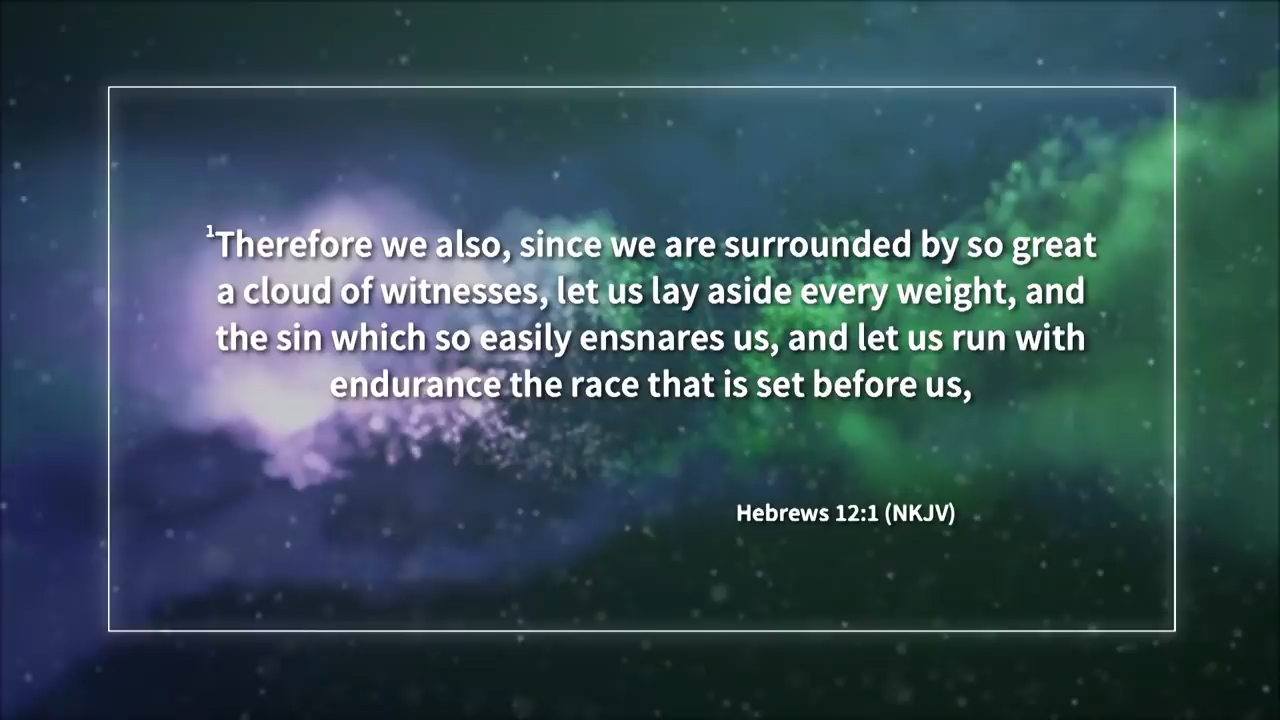 ¹Therefore we also, since we are surrounded by so great
a cloud of witnesses, let us lay aside every weight, and
the sin which so easily ensnares us, and let us run with
endurance the race that is set before us,
Hebrews 12:1 (NKJV)